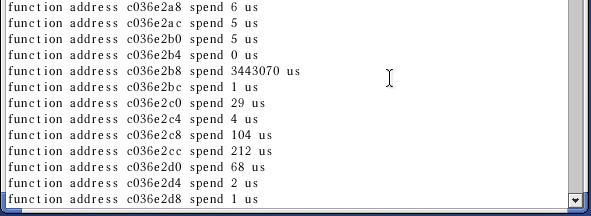 function address c036e2a8 spend 6 us
function address c036e2ac spend 5 us
function address c036e2b0 spend 5 us
function address c036e2b4 spend 0 us
function address c036e2b8 spend 3443070 us
function address c036e2bc spend 1 us
function address c036e2c0 spend 29 us
function address c036e2c4 spend 4 us
function address c036e2c8 spend 104 us
function address c036e2cc spend 212 us
function address c036e2d0 spend 68 us
function address c036e2d4 spend 2 us
function address c036e2d8 spend 1 us